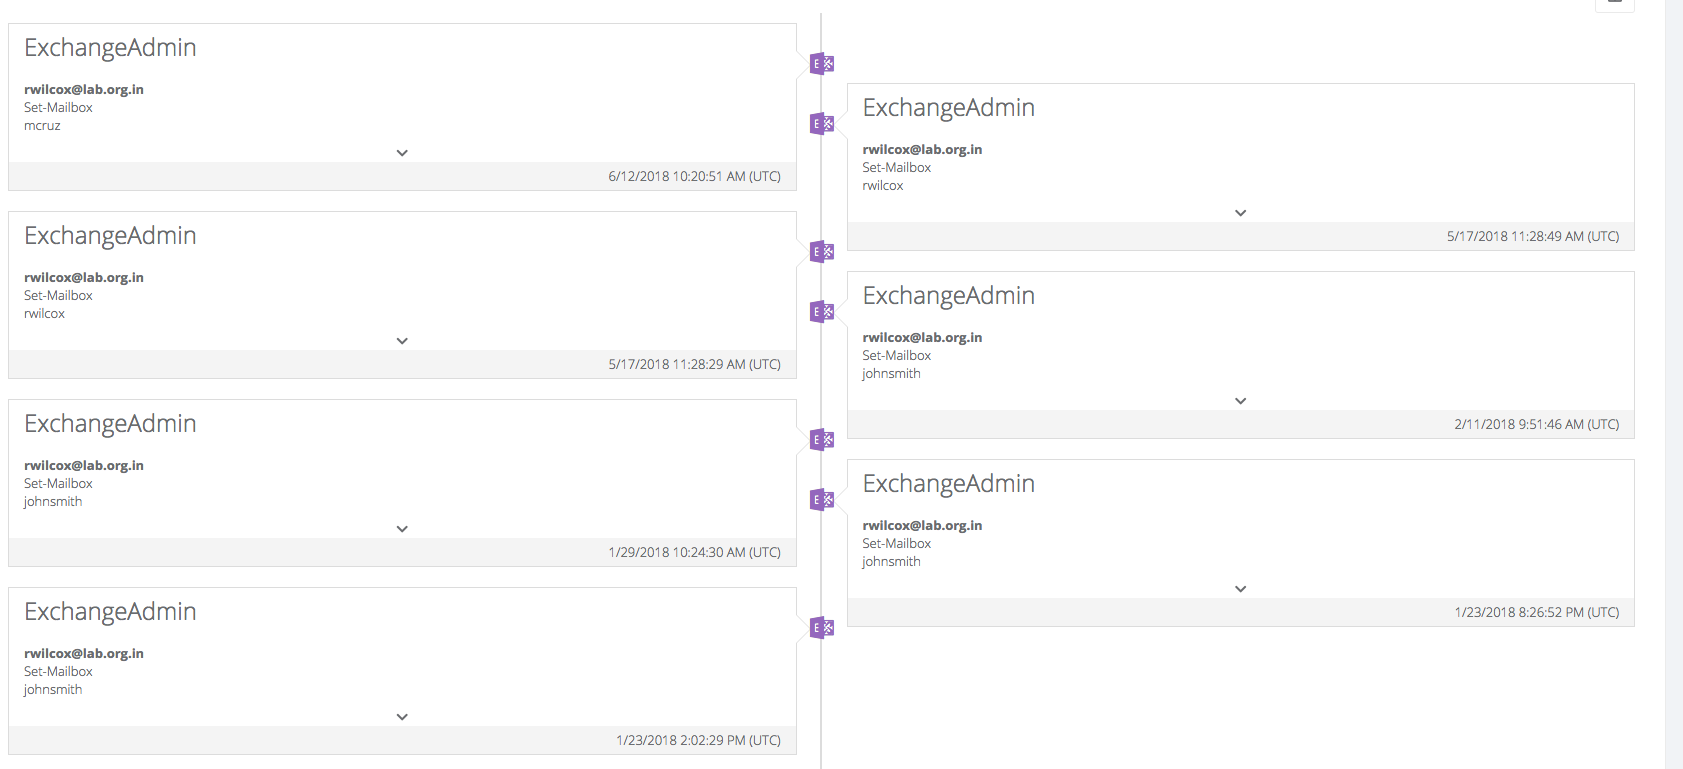 ExchangeAdmin
rwilcox@lab.org.in
Set-Mailbox
mcruz
6/12/2018 10:20:51 AM (UTC)
ExchangeAdmin
rwilcox@lab.org.in
Set-Mailbox
rwilcox
5/17/2018 11:28:49 AM (UTC)
ExchangeAdmin
rwilcox@lab.org.in
Set-Mailbox
rwilcox
5/17/2018 11:28:29 AM (UTC)
ExchangeAdmin
rwilcox@lab.org.in
Set-Mailbox
johnsmith
2/11/2018 9:51:46 AM (UTC)
ExchangeAdmin
rwilcox@lab.org.in
Set-Mailbox
johnsmith
1/29/2018 10:24:30 AM (UTC)
ExchangeAdmin
rwilcox@lab.org.in
Set-Mailbox
johnsmith
1/23/2018 8:26:52 PM (UTC)
ExchangeAdmin
rwilcox@lab.org.in
Set-Mailbox
johnsmith
1/23/2018 2:02:29 PM (UTC)